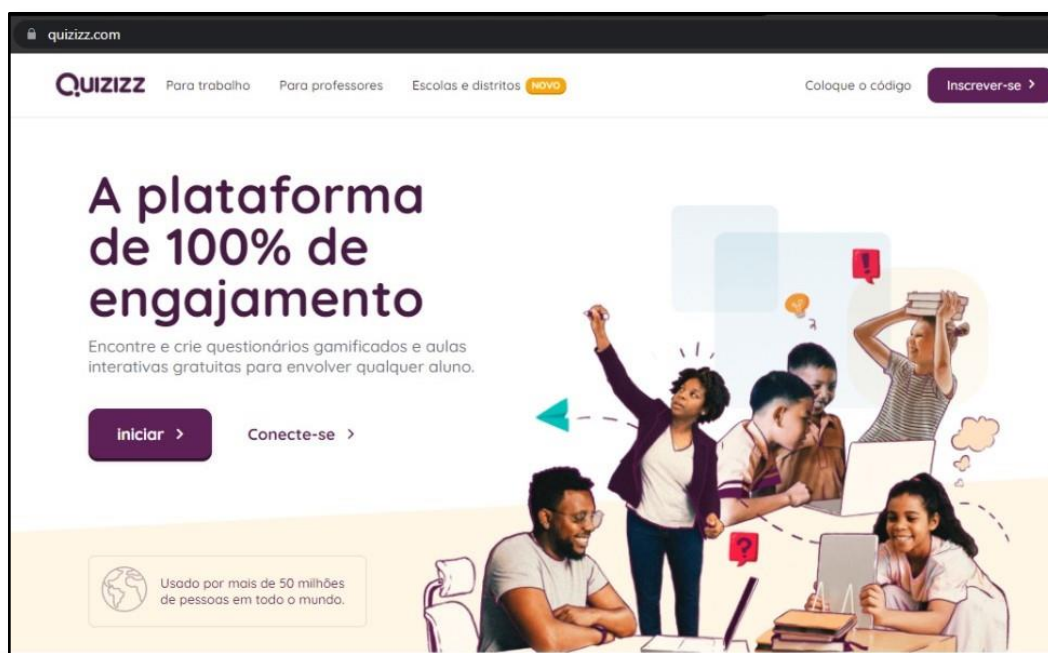 quizizz.com
QUIZIZZ Para trabalho Para professores Escolas e distritos NOVO Coloque o código Inscrever-se >
A plataforma
de 100% de
engajamento
Encontre e crie questionários gamificados e aulas
interativas gratuitas para envolver qualquer aluno.
iniciar > Conecte-se >
!
?
Usado por mais de 50 milhões
de pessoas em todo o mundo.